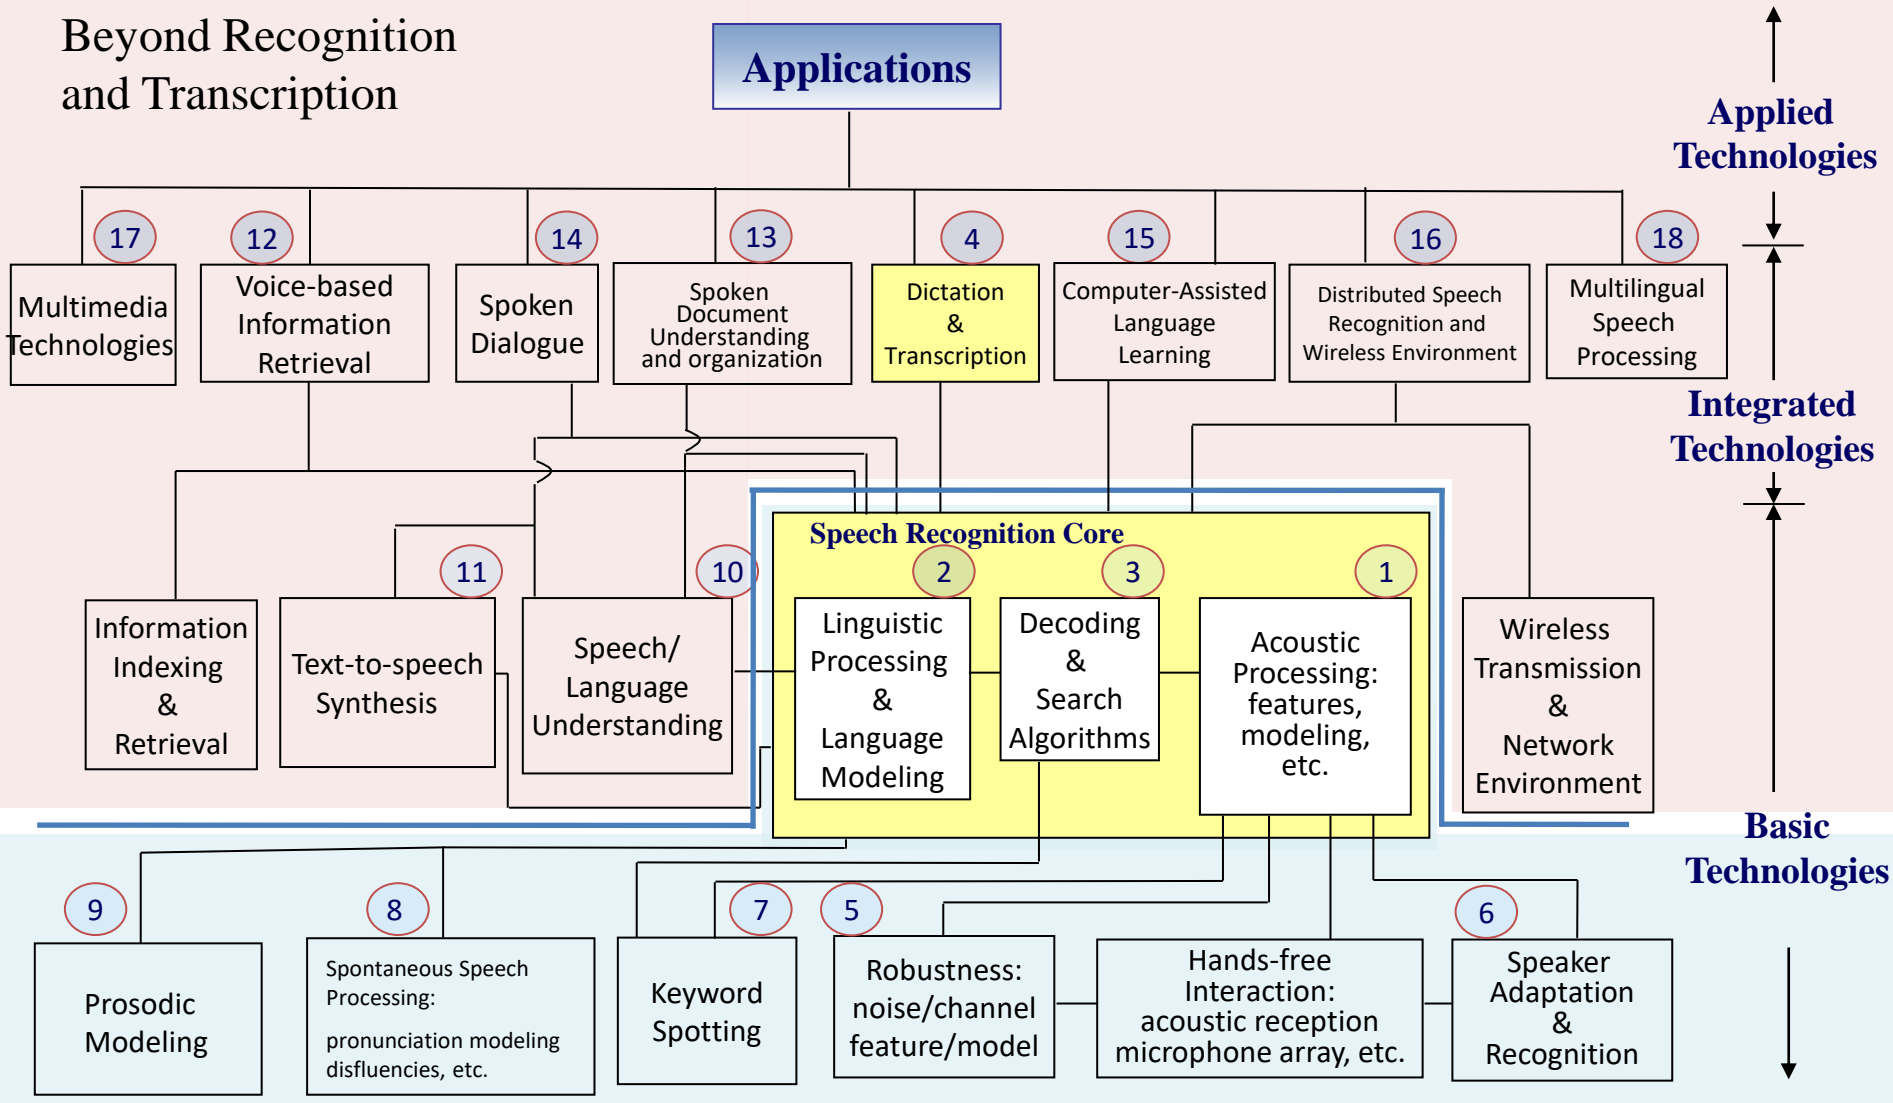 Beyond Recognition
and Transcription
Applications
Applied
Technologies
17
12
14
13
4
15
16
18
Multimedia
Technologies
Voice-based
Information
Retrieval
Spoken
Dialogue
Spoken
Document
Understanding
and organization
Dictation
&
Transcription
Computer-Assisted
Language
Learning
Distributed Speech
Recognition and
Wireless Environment
Multilingual
Speech
Processing
Integrated
Technologies
Speech Recognition Core
11
10
2
3
1
Information
Indexing
&
Retrieval
Text-to-speech
Synthesis
Speech/
Language
Understanding
Linguistic
Processing
&
Language
Modeling
Decoding
&
Search
Algorithms
Acoustic
Processing:
features,
modeling,
etc.
Wireless
Transmission
&
Network
Environment
Basic
Technologies
9
8
7
5
6
Prosodic
Modeling
Spontaneous Speech
Processing:
pronunciation modeling
disfluencies, etc.
Keyword
Spotting
Robustness:
noise/channel
feature/model
Hands-free
Interaction:
acoustic reception
microphone array, etc.
Speaker
Adaptation
&
Recognition